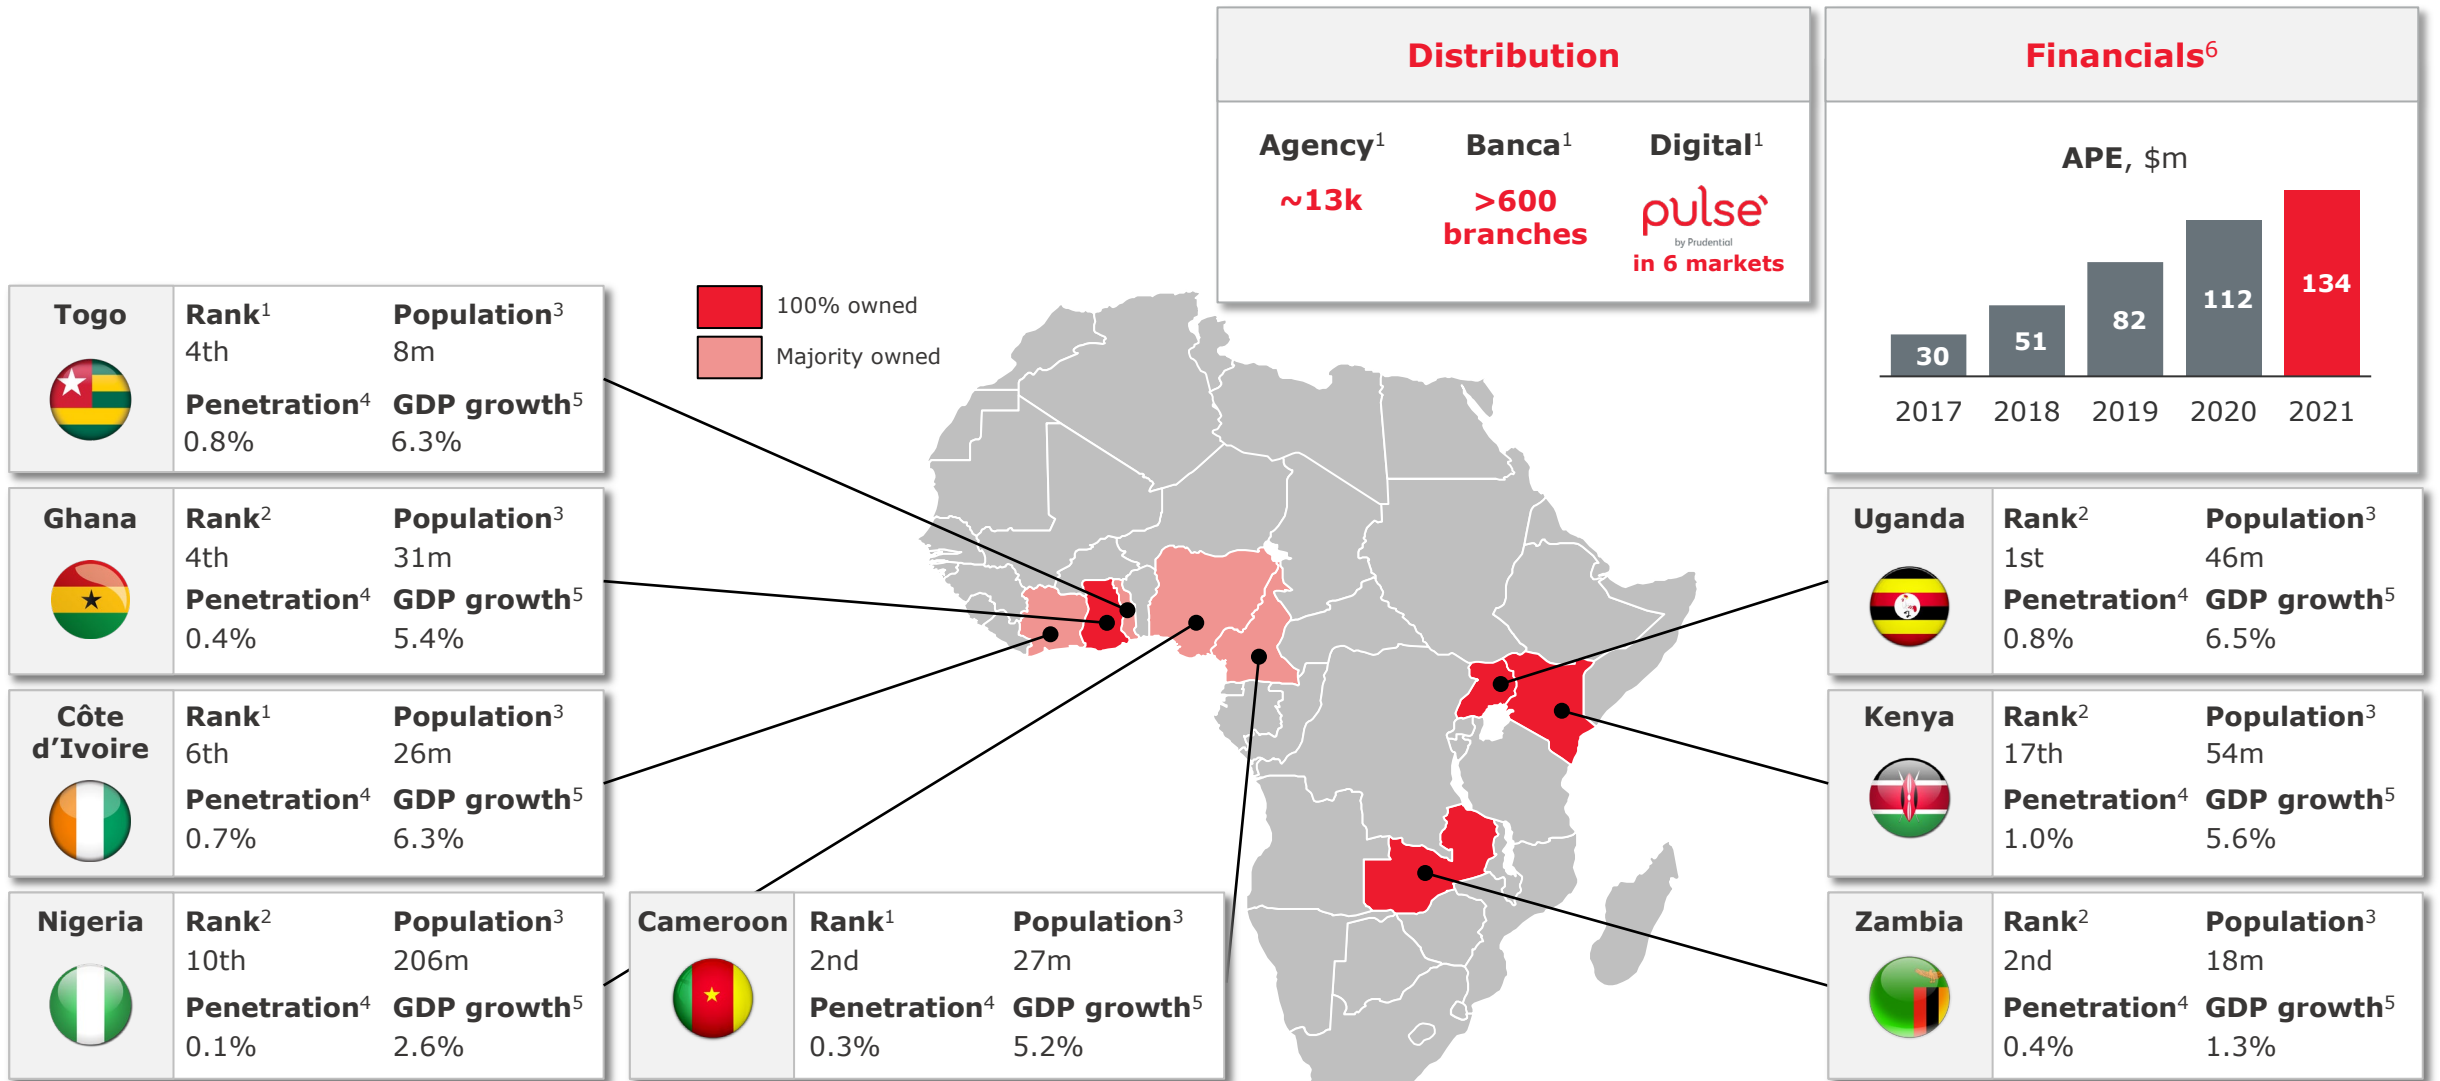 Distribution
Agency1 Banca1 Digital1
~13k >600 branches pulse
by Prudential
in 6 markets
Financials6
APE, $m
30 51 82 112 134
2017 2018 2019 2020 2021
100% owned
Majority owned
Togo
Rank1 Population3
4th 8m
Penetration4 GDP growth5
0.8% 6.3%
Ghana
Rank2 Population3
4th 31m
Penetration4 GDP growth5
0.4% 5.4%
Côte
d’Ivoire
Rank1 Population3
6th 26m
Penetration4 GDP growth5
0.7% 6.3%
Nigeria
Rank2 Population3
10th 206m
Penetration4 GDP growth5
0.1% 2.6%
Cameroon
Rank1 Population3
2nd 27m
Penetration4 GDP growth5
0.3% 5.2%
Uganda
Rank2 Population3
1st 46m
Penetration4 GDP growth5
0.8% 6.5%
Kenya
Rank2 Population3
17th 54m
Penetration4 GDP growth5
1.0% 5.6%
Zambia
Rank2 Population3
2nd 18m
Penetration4 GDP growth5
0.4% 1.3%